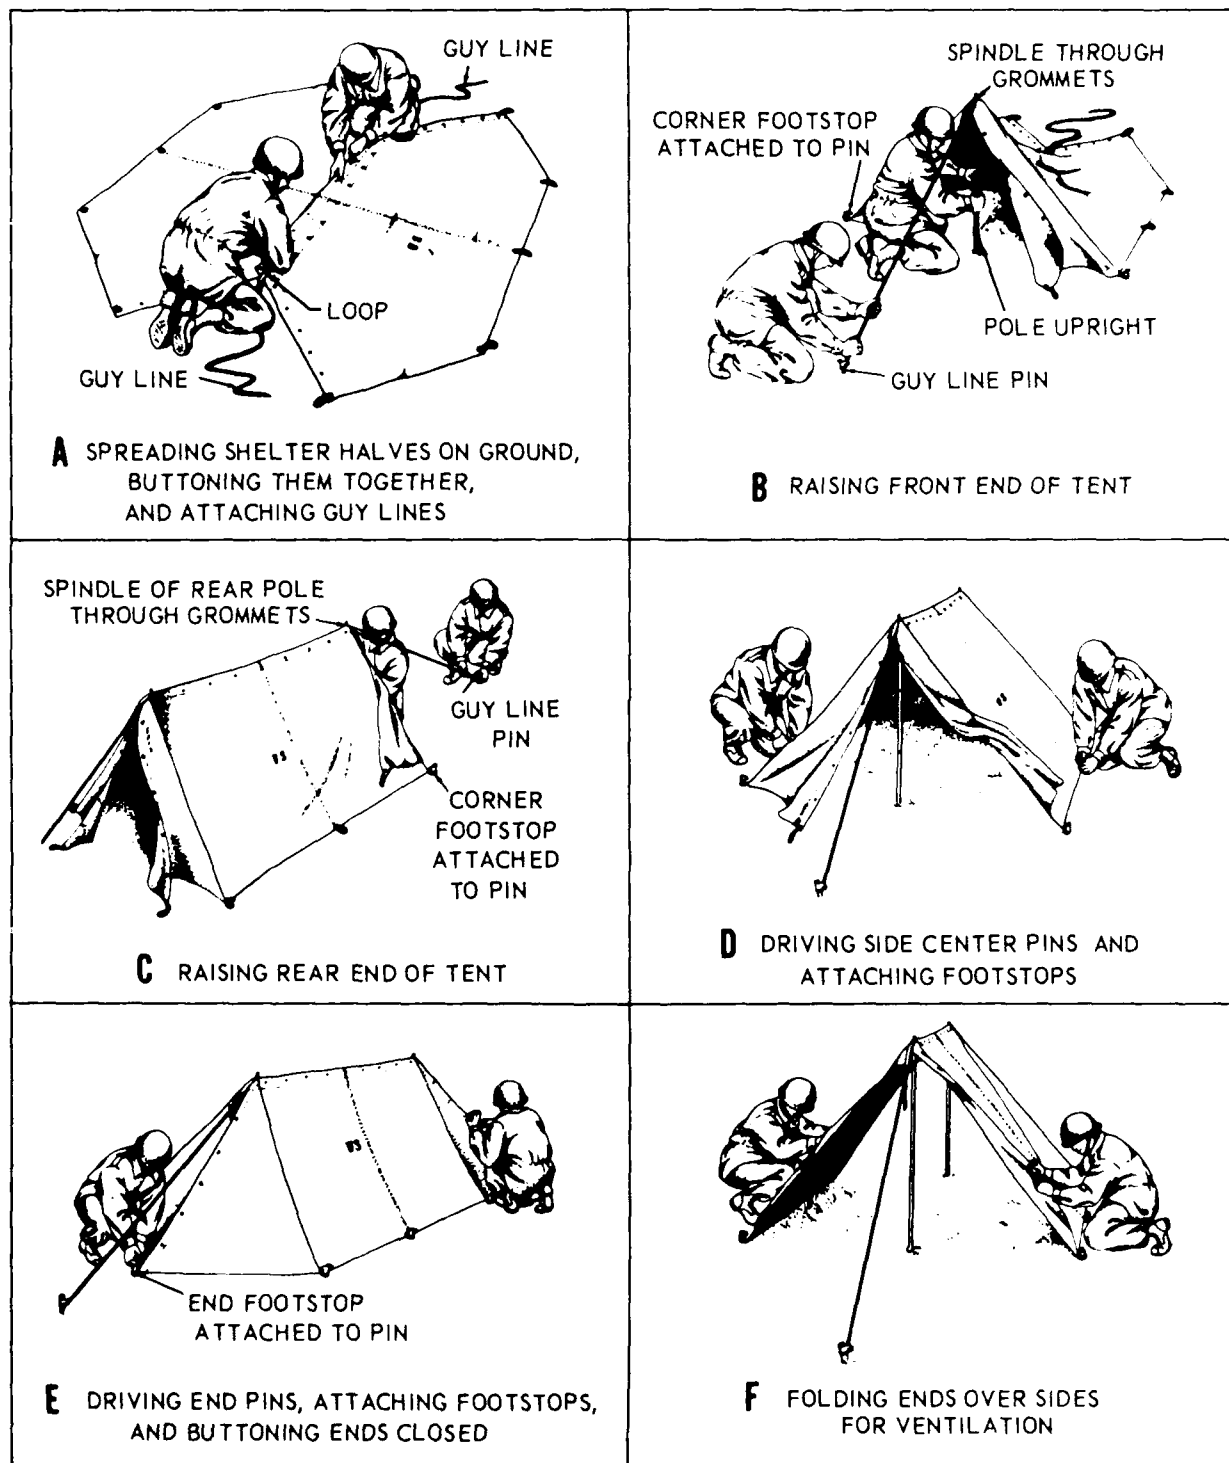 GUY LINE
LOOP
GUY LINE
A SPREADING SHELTER HALVES ON GROUND,
BUTTONING THEM TOGETHER,
AND ATTACHING GUY LINES
SPINDLE THROUGH
GROMMETS
CORNER FOOTSTOP
ATTACHED TO PIN
POLE UPRIGHT
GUY LINE PIN
B RAISING FRONT END OF TENT
SPINDLE OF REAR POLE
THROUGH GROMMETS
GUY LINE
PIN
US
CORNER
FOOTSTOP
ATTACHED
TO PIN
C RAISING REAR END OF TENT
D DRIVING SIDE CENTER PINS AND
ATTACHING FOOTSTOPS
US
END FOOTSTOP
ATTACHED TO PIN
E DRIVING END PINS, ATTACHING FOOTSTOPS,
AND BUTTONING ENDS CLOSED
F FOLDING ENDS OVER SIDES
FOR VENTILATION